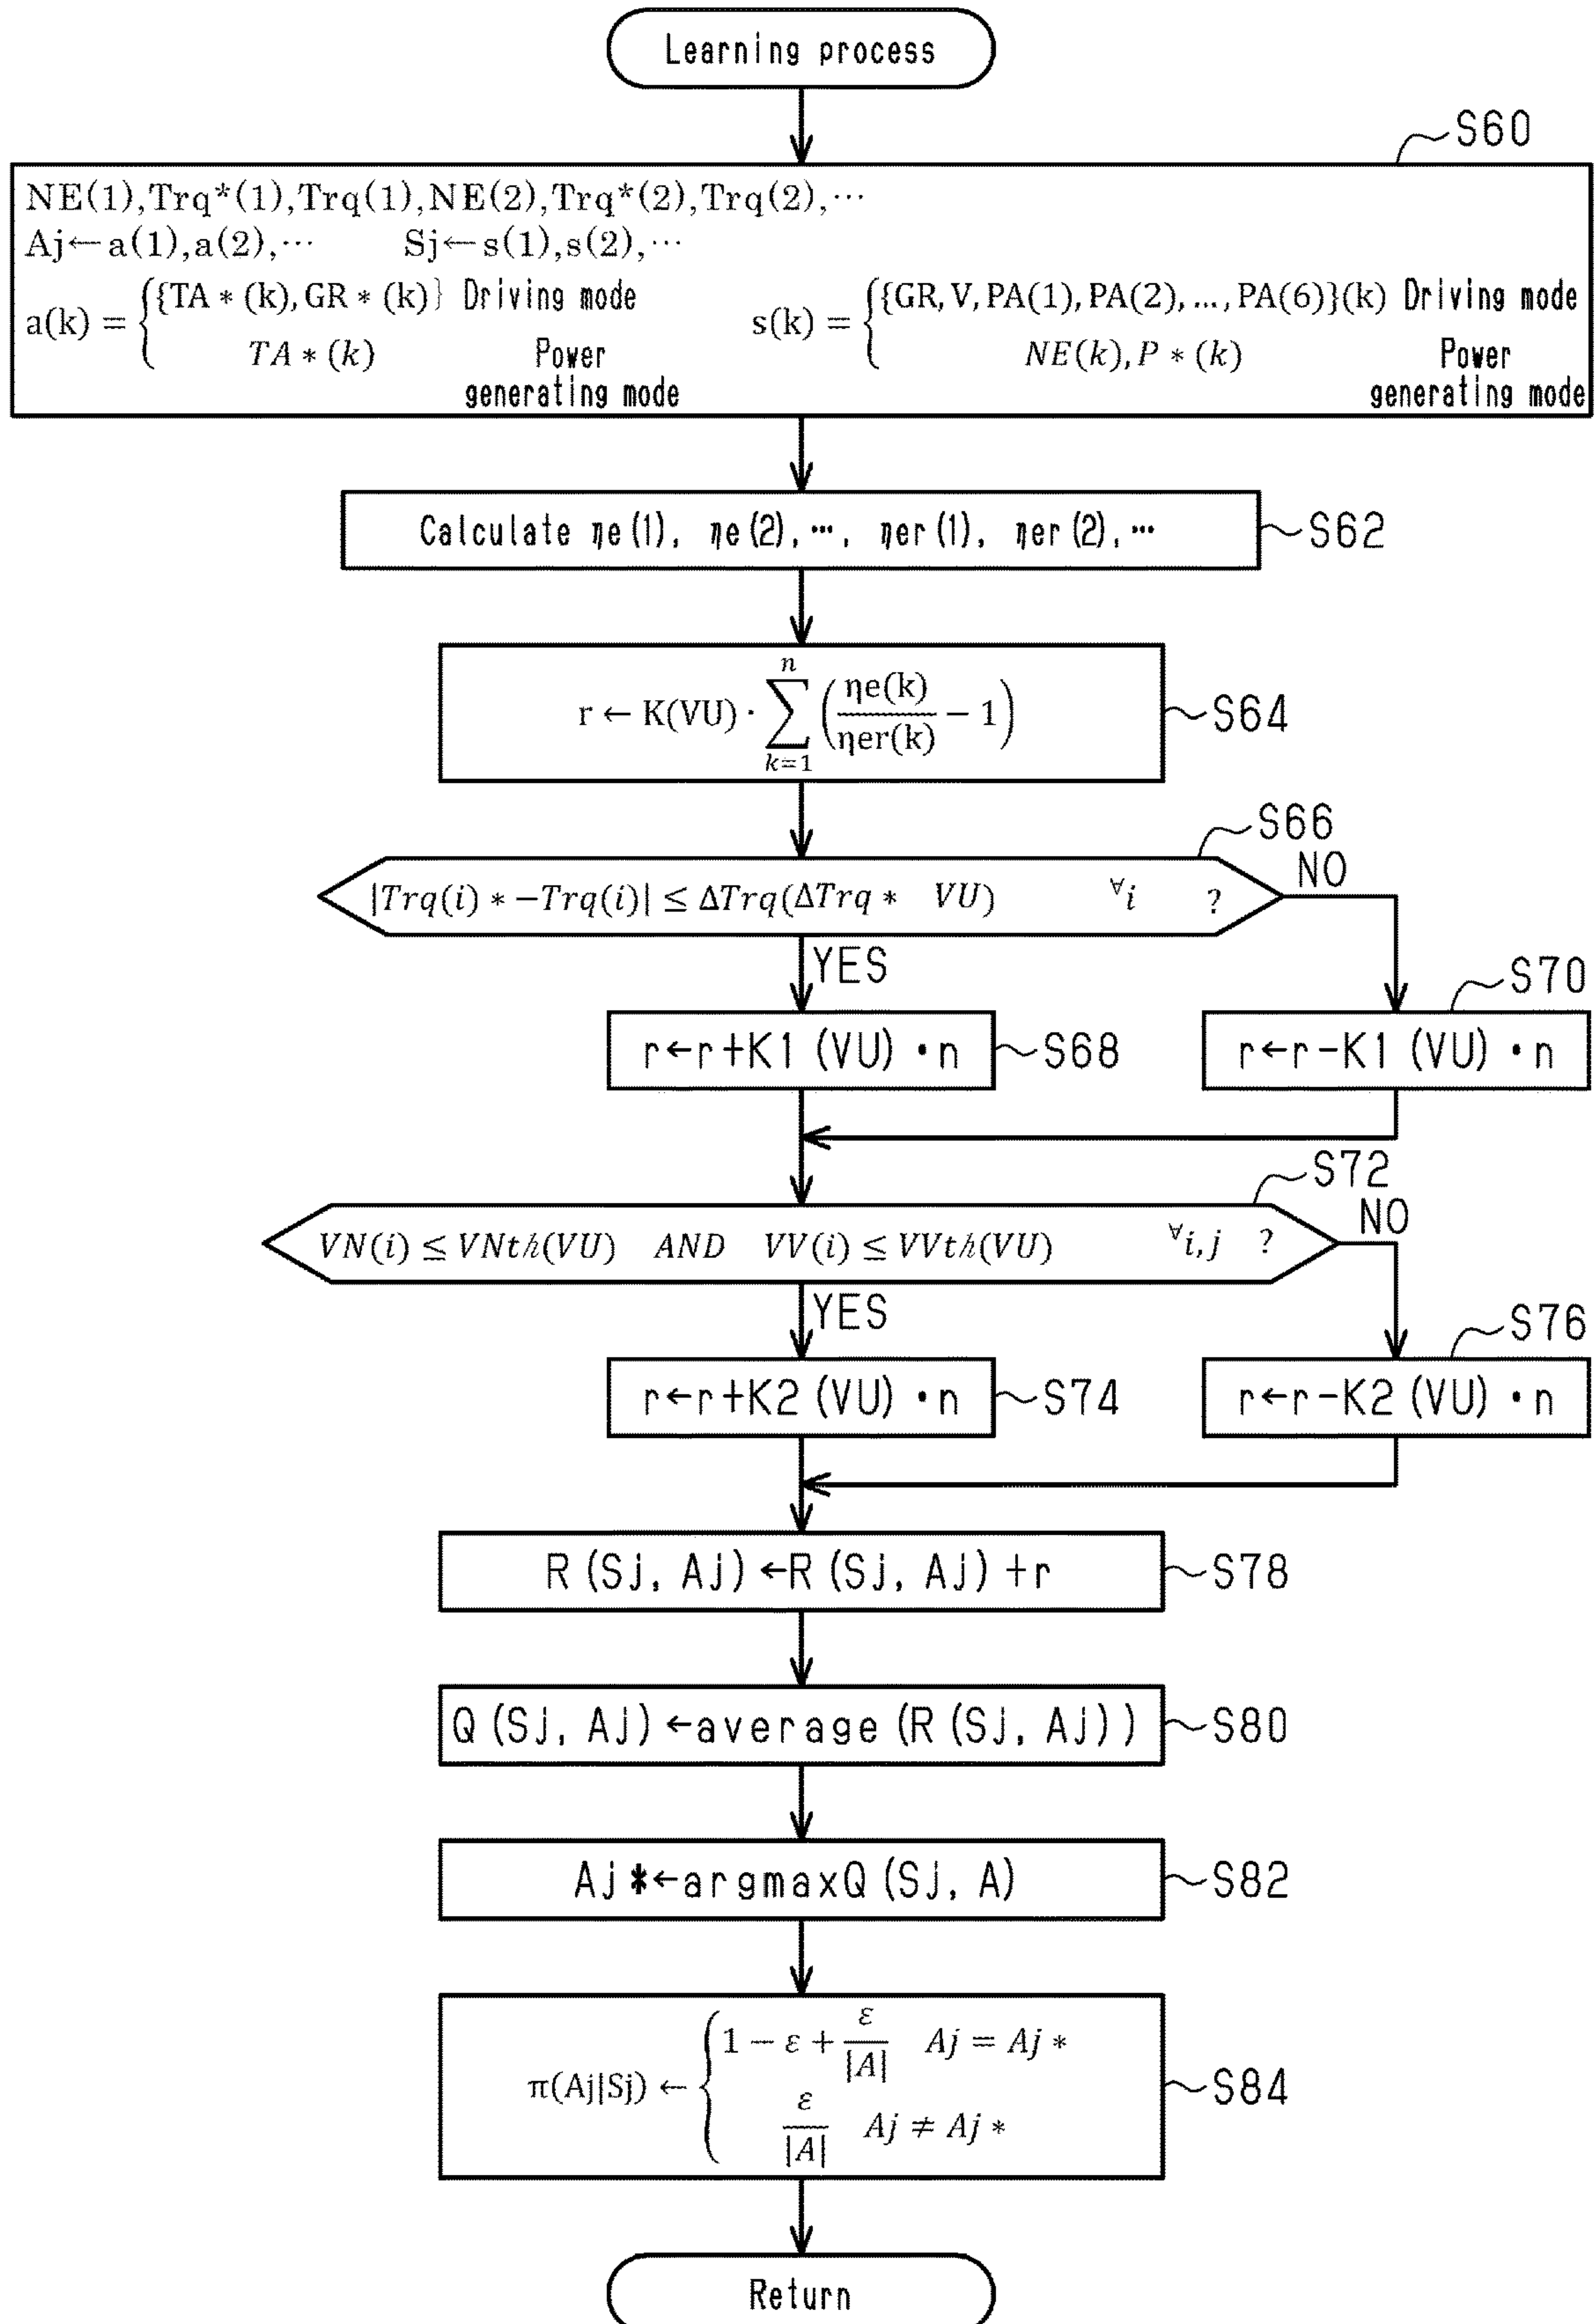 Learning process
S60
NE(1),Trq*(1),Trq(1),NE(2),Trq*(2),Trq(2),⋯
Aj←a(1),a(2),⋯ Sj←s(1),s(2),⋯
a(k) = {{TA∗(k),GR∗(k)} Driving mode
TA∗(k) Power generating mode
s(k) = {{GR, V, PA(1), PA(2), ..., PA(6)}(k) Driving mode
NE(k), P∗(k) Power generating mode
Calculate ηe(1), ηe(2),⋯, ηer(1), ηer(2),⋯
S62
r ← K(VU) · ∑_{k=1}^{n} (ηe(k)/ηer(k) − 1)
S64
S66
|Trq(i)∗−Trq(i)| ≤ ΔTrq(ΔTrq∗ VU) ∀i ?
NO
YES
S70
r←r+K1(VU)・n
S68
r←r−K1(VU)・n
S72
VN(i) ≤ VNth(VU) AND VV(i) ≤ VVth(VU) ∀i,j ?
NO
YES
S76
r←r+K2(VU)・n
S74
r←r−K2(VU)・n
R(Sj, Aj)←R(Sj, Aj)+r
S78
Q(Sj, Aj)←average(R(Sj, Aj))
S80
Aj*←argmaxQ(Sj, A)
S82
π(Aj|Sj) ← {1 − ε + ε/|A| Aj = Aj∗
ε/|A| Aj ≠ Aj∗
S84
Return